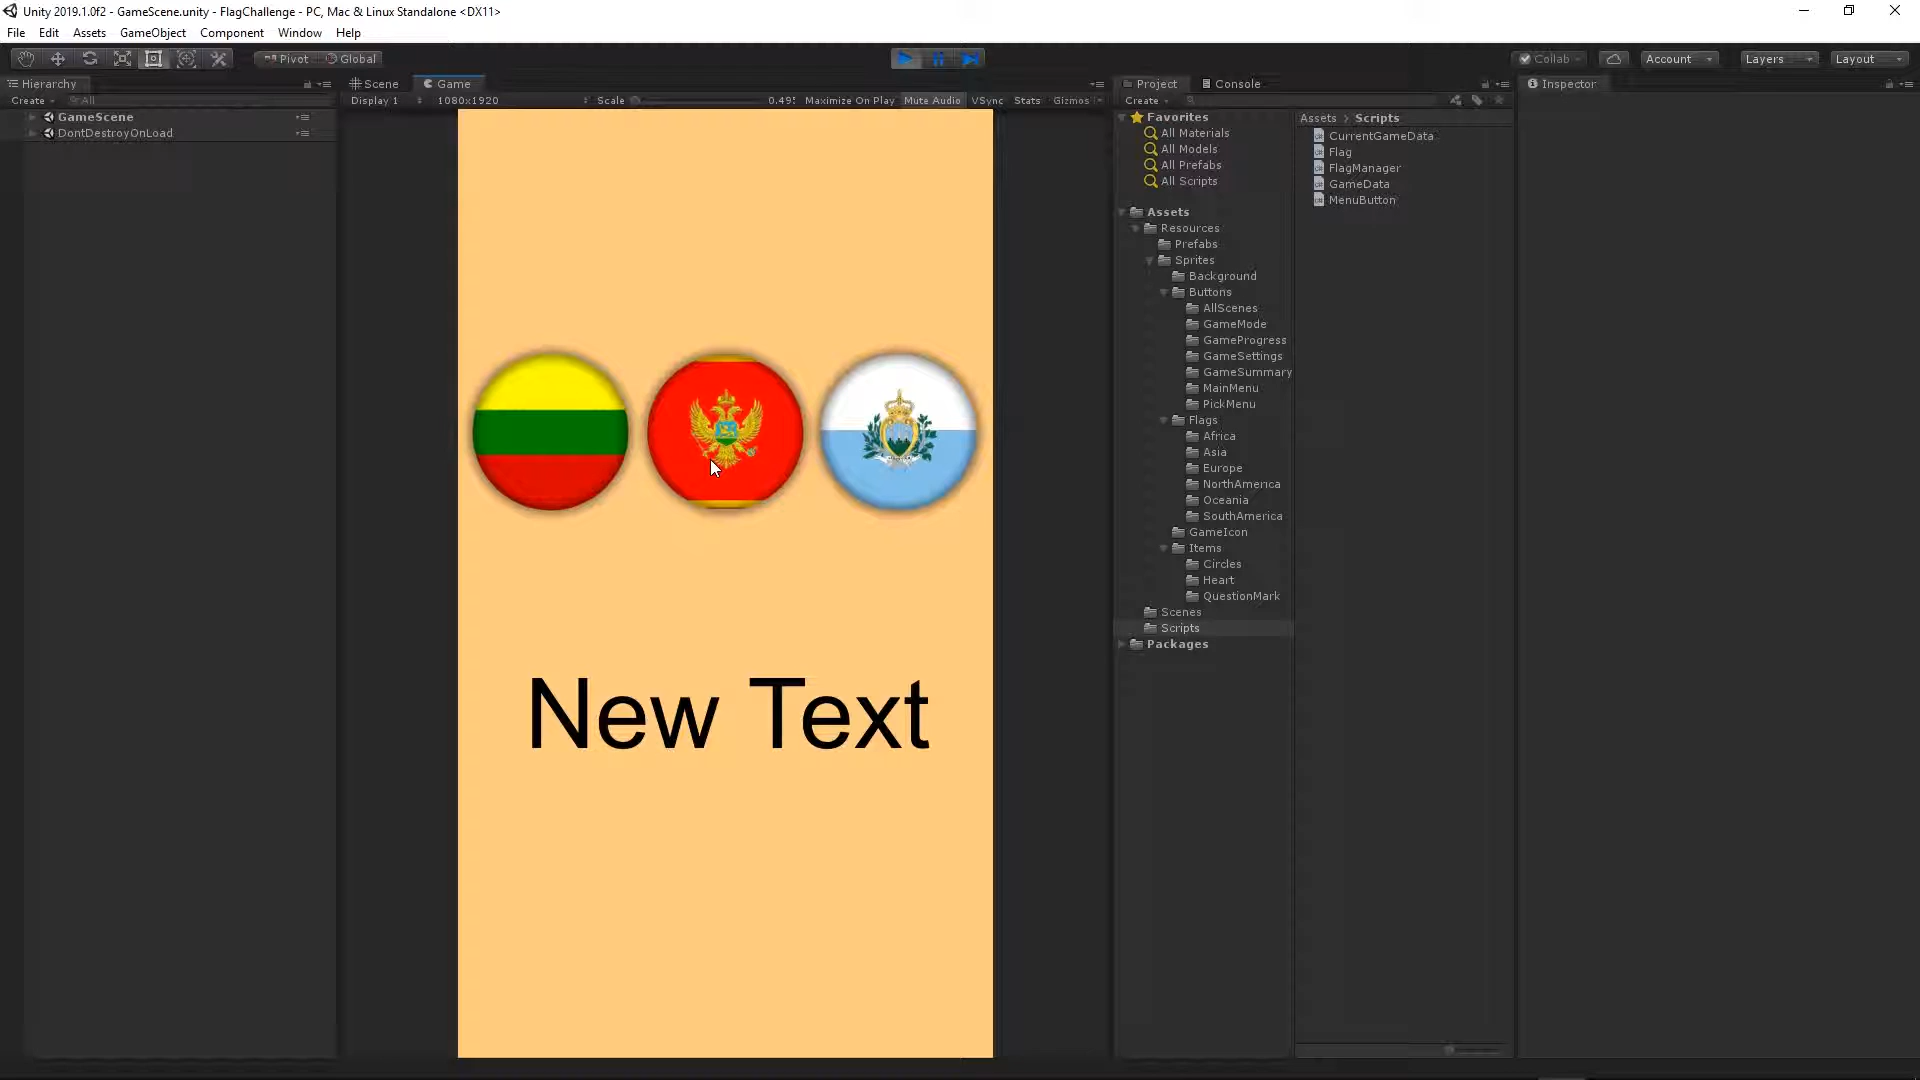 Unity 2019.1.0f2 - GameScene.unity - FlagChallenge - PC, Mac & Linux Standalone <DX11>
File Edit Assets GameObject Component Window Help
Pivot Global Collab Account Layers Layout
Hierarchy Scene Game Project Console Inspector
Create All Display 1 1080x1920 Scale 0.49 Maximize On Play Mute Audio VSync Stats Gizmos Create
GameScene
DontDestroyOnLoad
New Text
Favorites
All Materials
All Models
All Prefabs
All Scripts
Assets
Resources
Prefabs
Sprites
Background
Buttons
AllScenes
GameMode
GameProgress
GameSettings
GameSummary
MainMenu
PickMenu
Flags
Africa
Asia
Europe
NorthAmerica
Oceania
SouthAmerica
GameIcon
Items
Circles
Heart
QuestionMark
Scenes
Scripts
Packages
Assets > Scripts
CurrentGameData
Flag
FlagManager
GameData
MenuButton